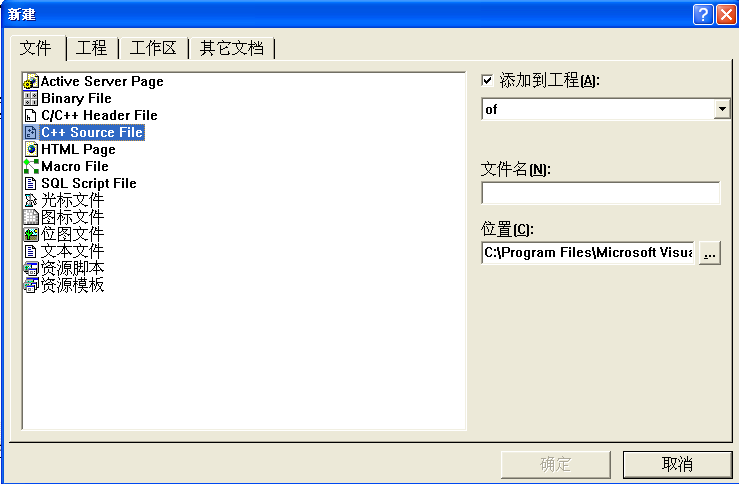 新建
文件 工程 工作区 其它文档
Active Server Page
Binary File
C/C++ Header File
C++ Source File
HTML Page
Macro File
SQL Script File
光标文件
图标文件
位图文件
文本文件
资源脚本
资源模板
添加到工程(A):
of
文件名(N):
位置(C):
C:\Program Files\Microsoft Visua
...
确定 取消